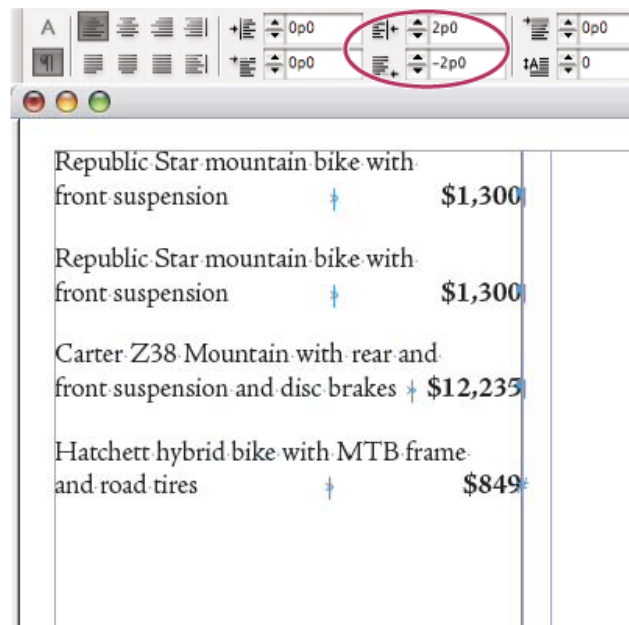 A 0p0 2p0 0p0
¶ 0p0 -2p0 0
Republic Star mountain bike with
front suspension $1,300
Republic Star mountain bike with
front suspension $1,300
Carter Z38 Mountain with rear and
front suspension and disc brakes $12,235
Hatchett hybrid bike with MTB frame
and road tires $849